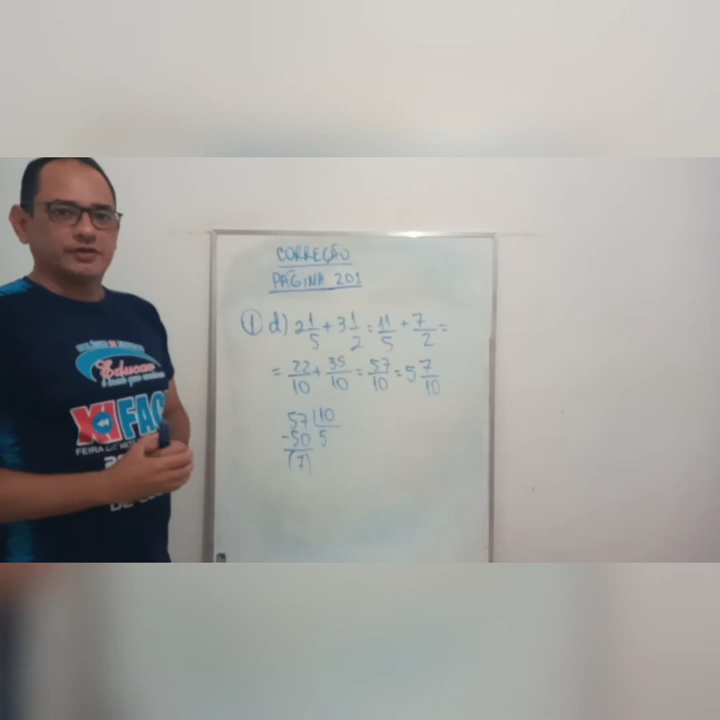 CORREÇÃO
PÁGINA 201
① d) 2 1/5 + 3 1/2 = 11/5 + 7/2 =
= 22/10 + 35/10 = 57/10 = 5 7/10
57 | 10
-50 5
(7)
Educar
XI FAC
FEIRA